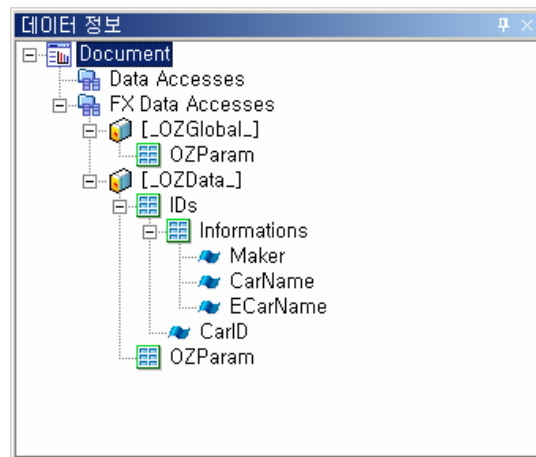 데이터 정보
Document
Data Accesses
FX Data Accesses
[_OZGlobal_]
OZParam
[_OZData_]
IDs
Informations
Maker
CarName
ECarName
CarID
OZParam